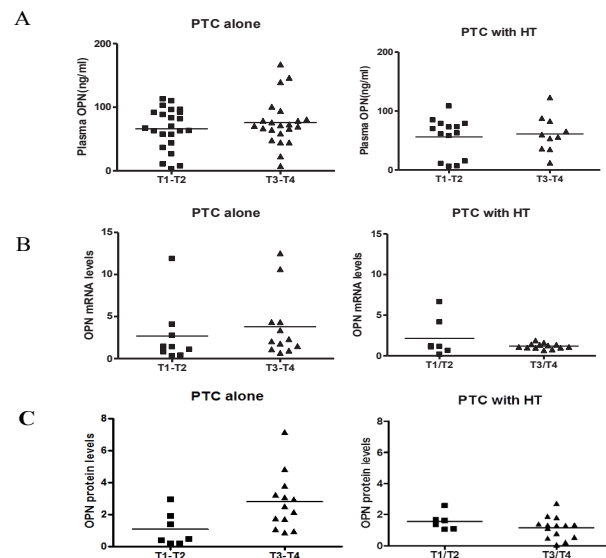 A
PTC alone
Plasma OPN(ng/ml)
200
100
0
T1-T2
T3-T4
PTC with HT
Plasma OPN(ng/ml)
200
100
0
T1-T2
T3-T4
B
PTC alone
OPN mRNA levels
15
10
5
0
T1-T2
T3-T4
PTC with HT
OPN mRNA levels
15
10
5
0
T1/T2
T3/T4
C
PTC alone
OPN protein levels
8
6
4
2
0
T1-T2
T3-T4
PTC with HT
OPN protein levels
8
6
4
2
0
T1/T2
T3/T4